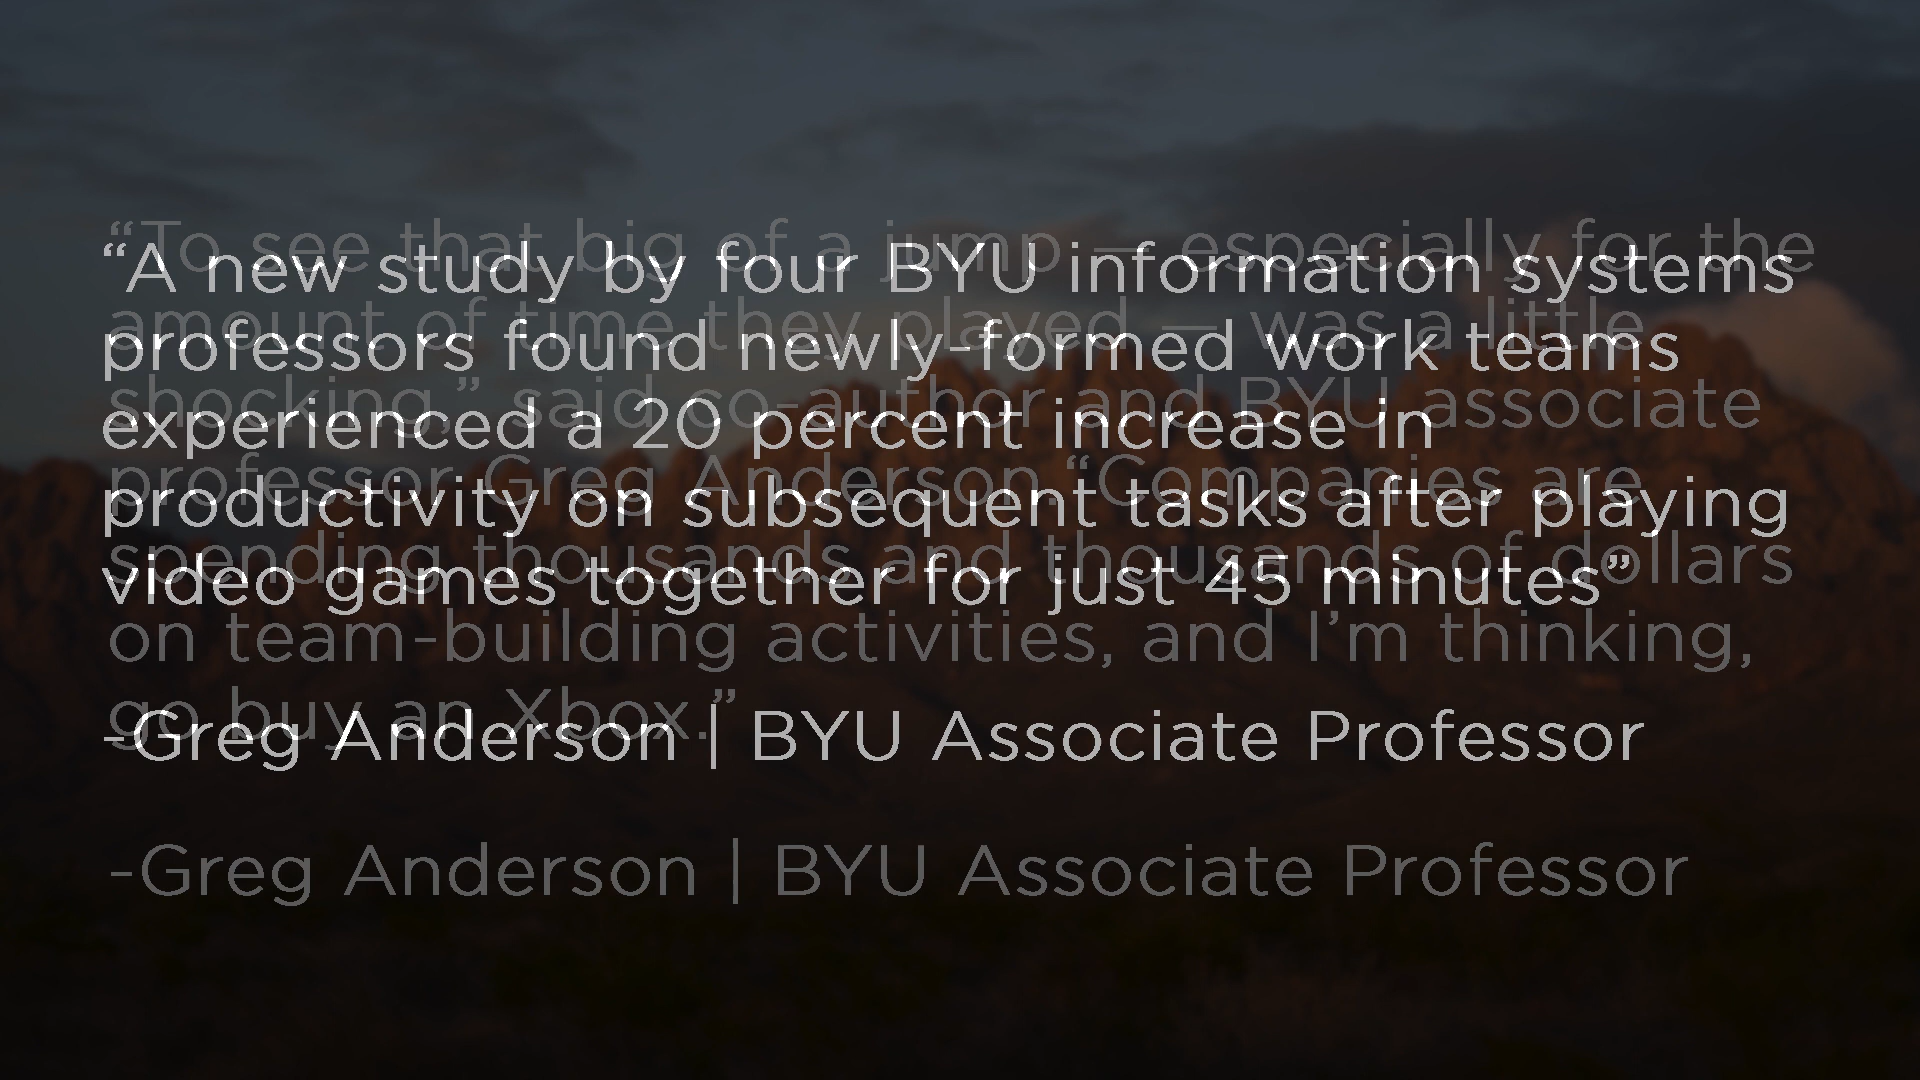 “A new study by four BYU information systems
professors found newly-formed work teams
experienced a 20 percent increase in
productivity on subsequent tasks after playing
video games together for just 45 minutes”
-Greg Anderson | BYU Associate Professor
“To see that big of a jump — especially for the
amount of time they played — was a little
shocking,” said co-author and BYU associate
professor Greg Anderson “Companies are
spending thousands and thousands of dollars
on team-building activities, and I’m thinking,
go buy an Xbox.”
-Greg Anderson | BYU Associate Professor